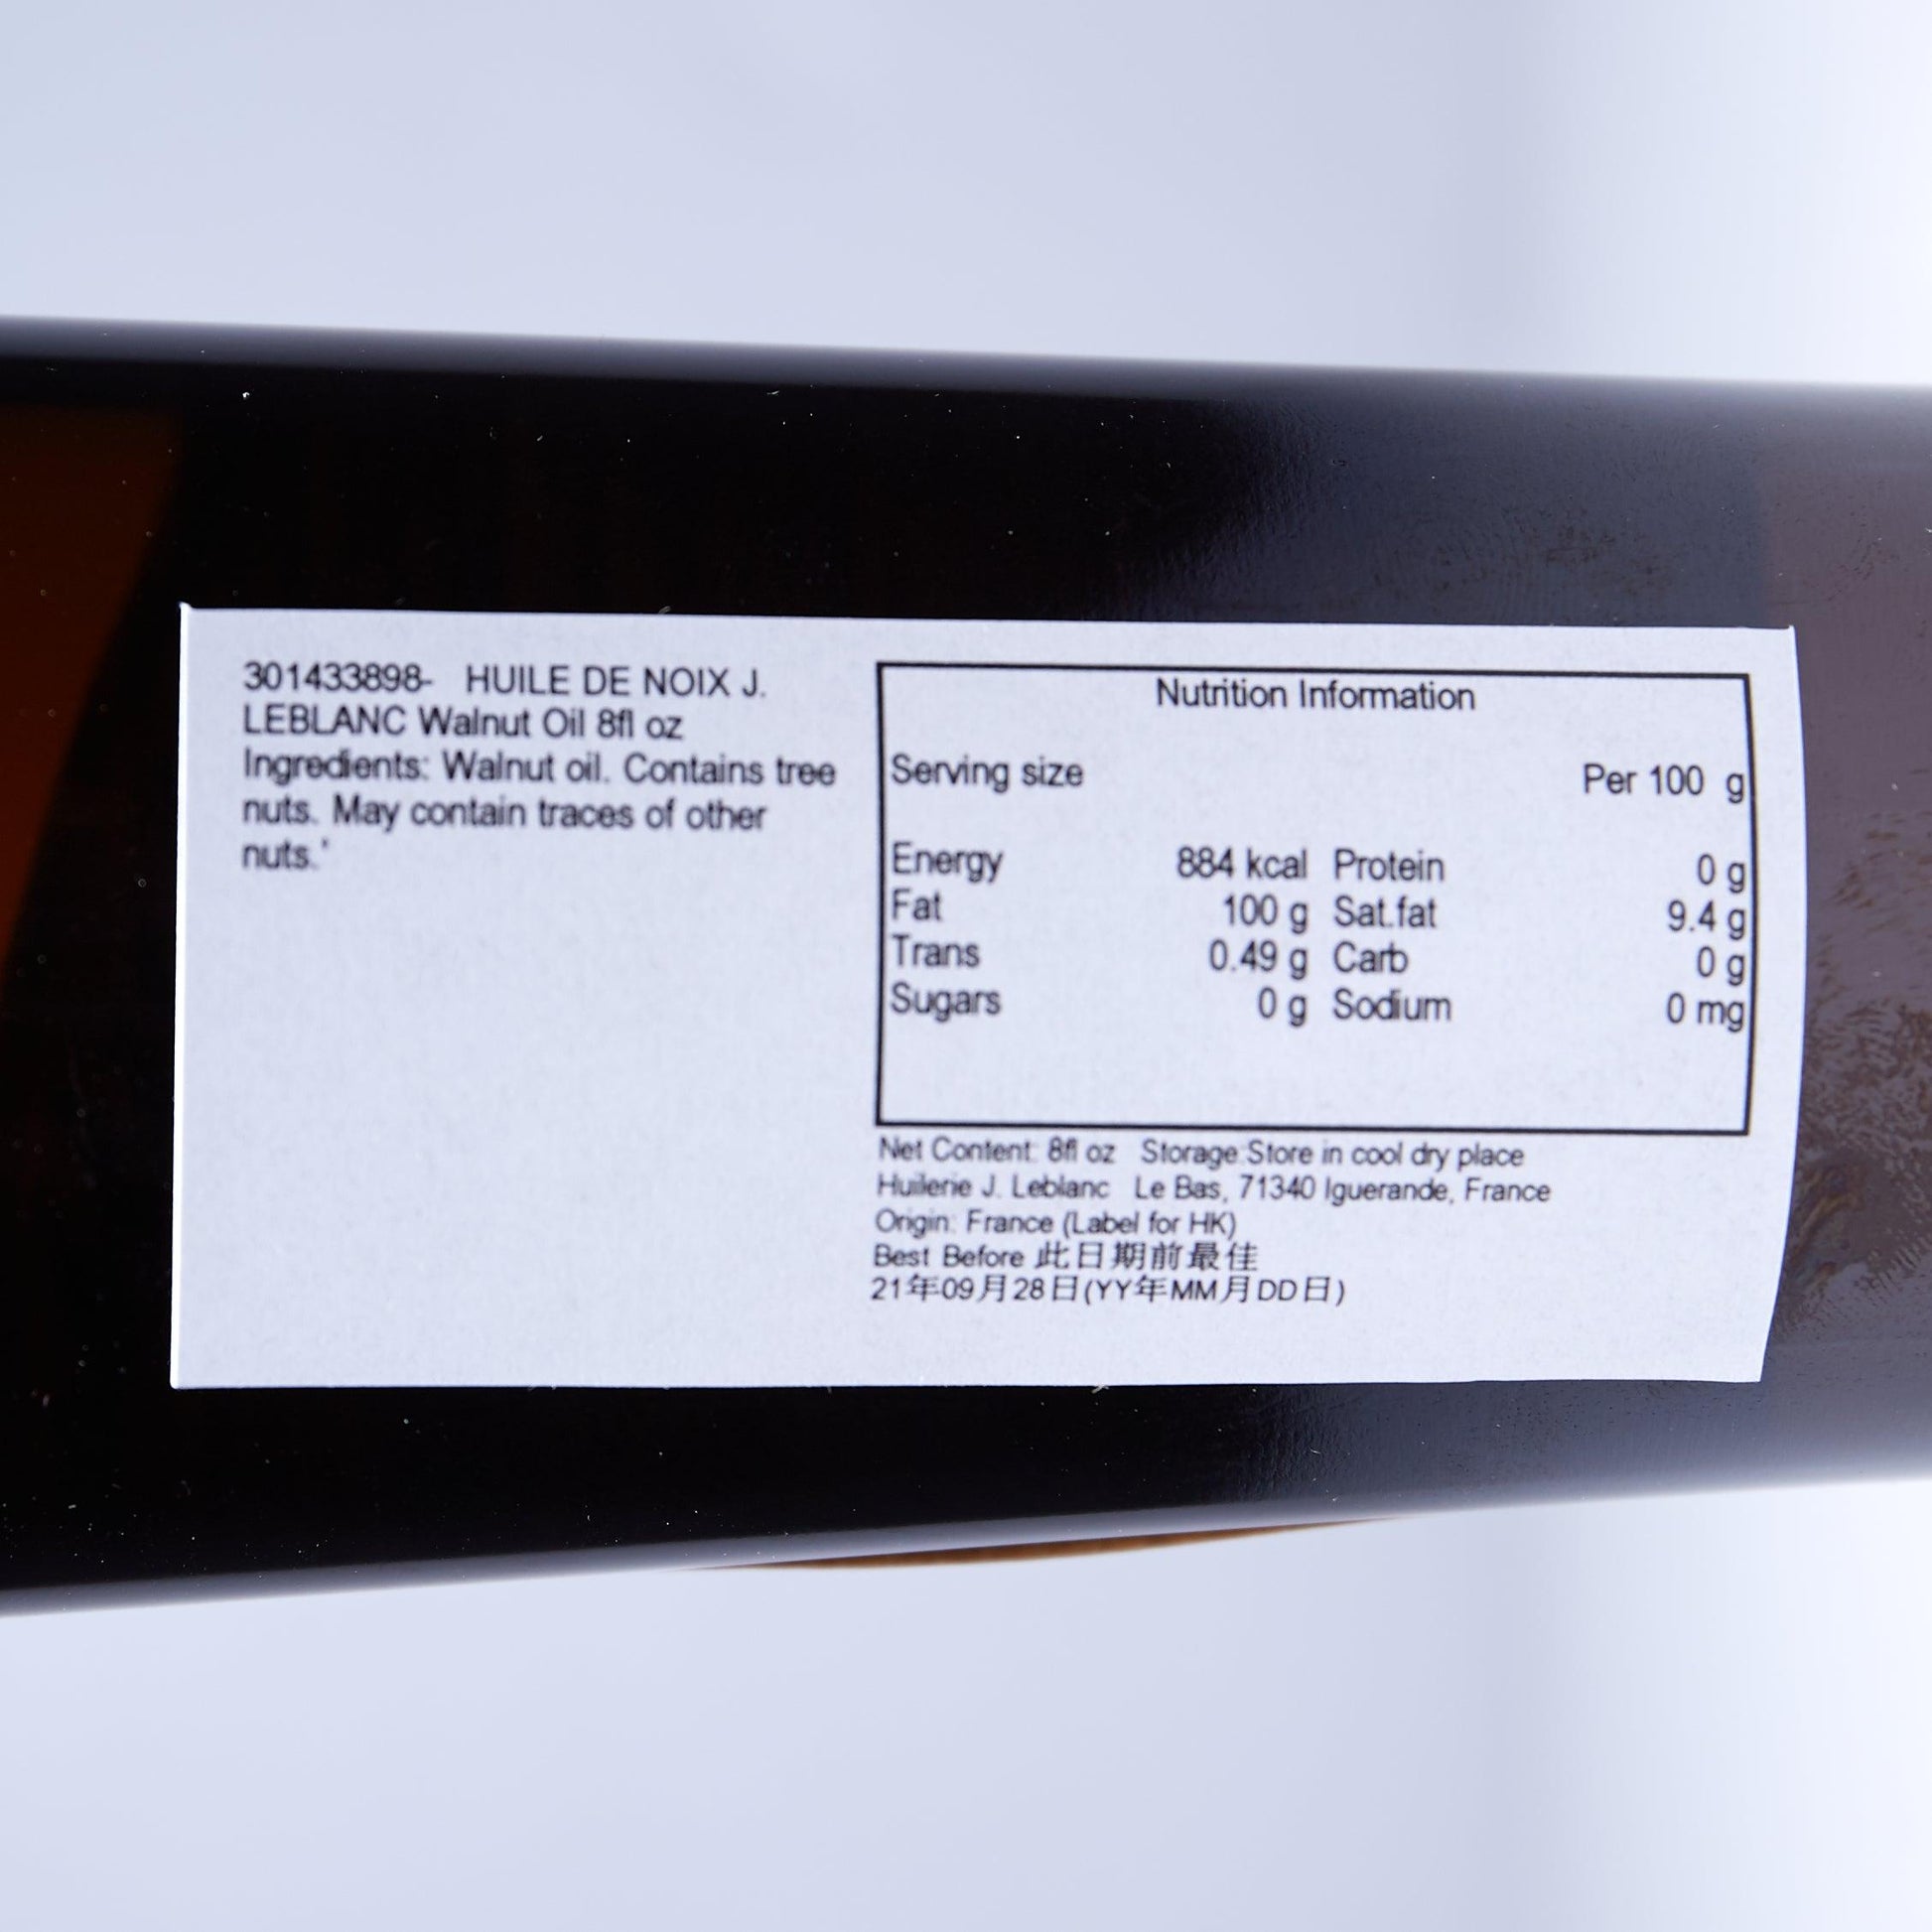 301433898- HUILE DE NOIX J.
LEBLANC Walnut Oil 8fl oz
Ingredients: Walnut oil. Contains tree
nuts. May contain traces of other
nuts.'
Nutrition Information
Serving size Per 100 g
Energy 884 kcal Protein 0 g
Fat 100 g Sat.fat 9.4 g
Trans 0.49 g Carb 0 g
Sugars 0 g Sodium 0 mg
Net Content: 8fl oz Storage:Store in cool dry place
Huilerie J. Leblanc Le Bas, 71340 Iguerande, France
Origin: France (Label for HK)
Best Before 此日期前最佳
21年09月28日(YY年MM月DD日)